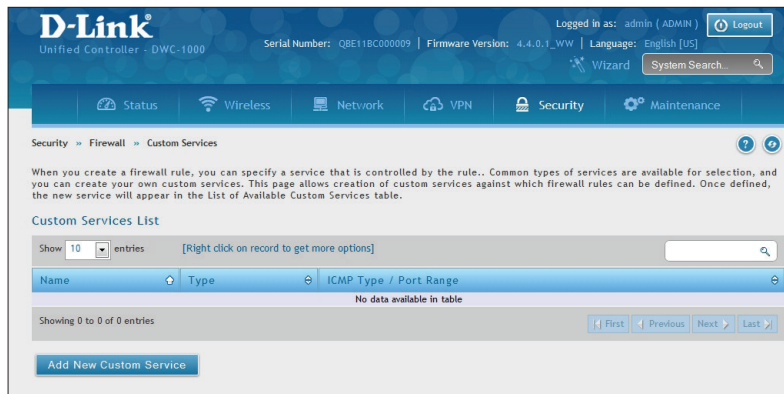 D-Link
Unified Controller - DWC-1000
Logged in as: admin ( ADMIN )
Logout
Serial Number: QBE11BC000009 | Firmware Version: 4.4.0.1_WW | Language: English [US]
Wizard
System Search...
Status
Wireless
Network
VPN
Security
Maintenance
Security » Firewall » Custom Services
When you create a firewall rule, you can specify a service that is controlled by the rule.. Common types of services are available for selection, and
you can create your own custom services. This page allows creation of custom services against which firewall rules can be defined. Once defined,
the new service will appear in the List of Available Custom Services table.
Custom Services List
Show 10 entries [Right click on record to get more options]
Name Type ICMP Type / Port Range
No data available in table
Showing 0 to 0 of 0 entries
First Previous Next Last
Add New Custom Service